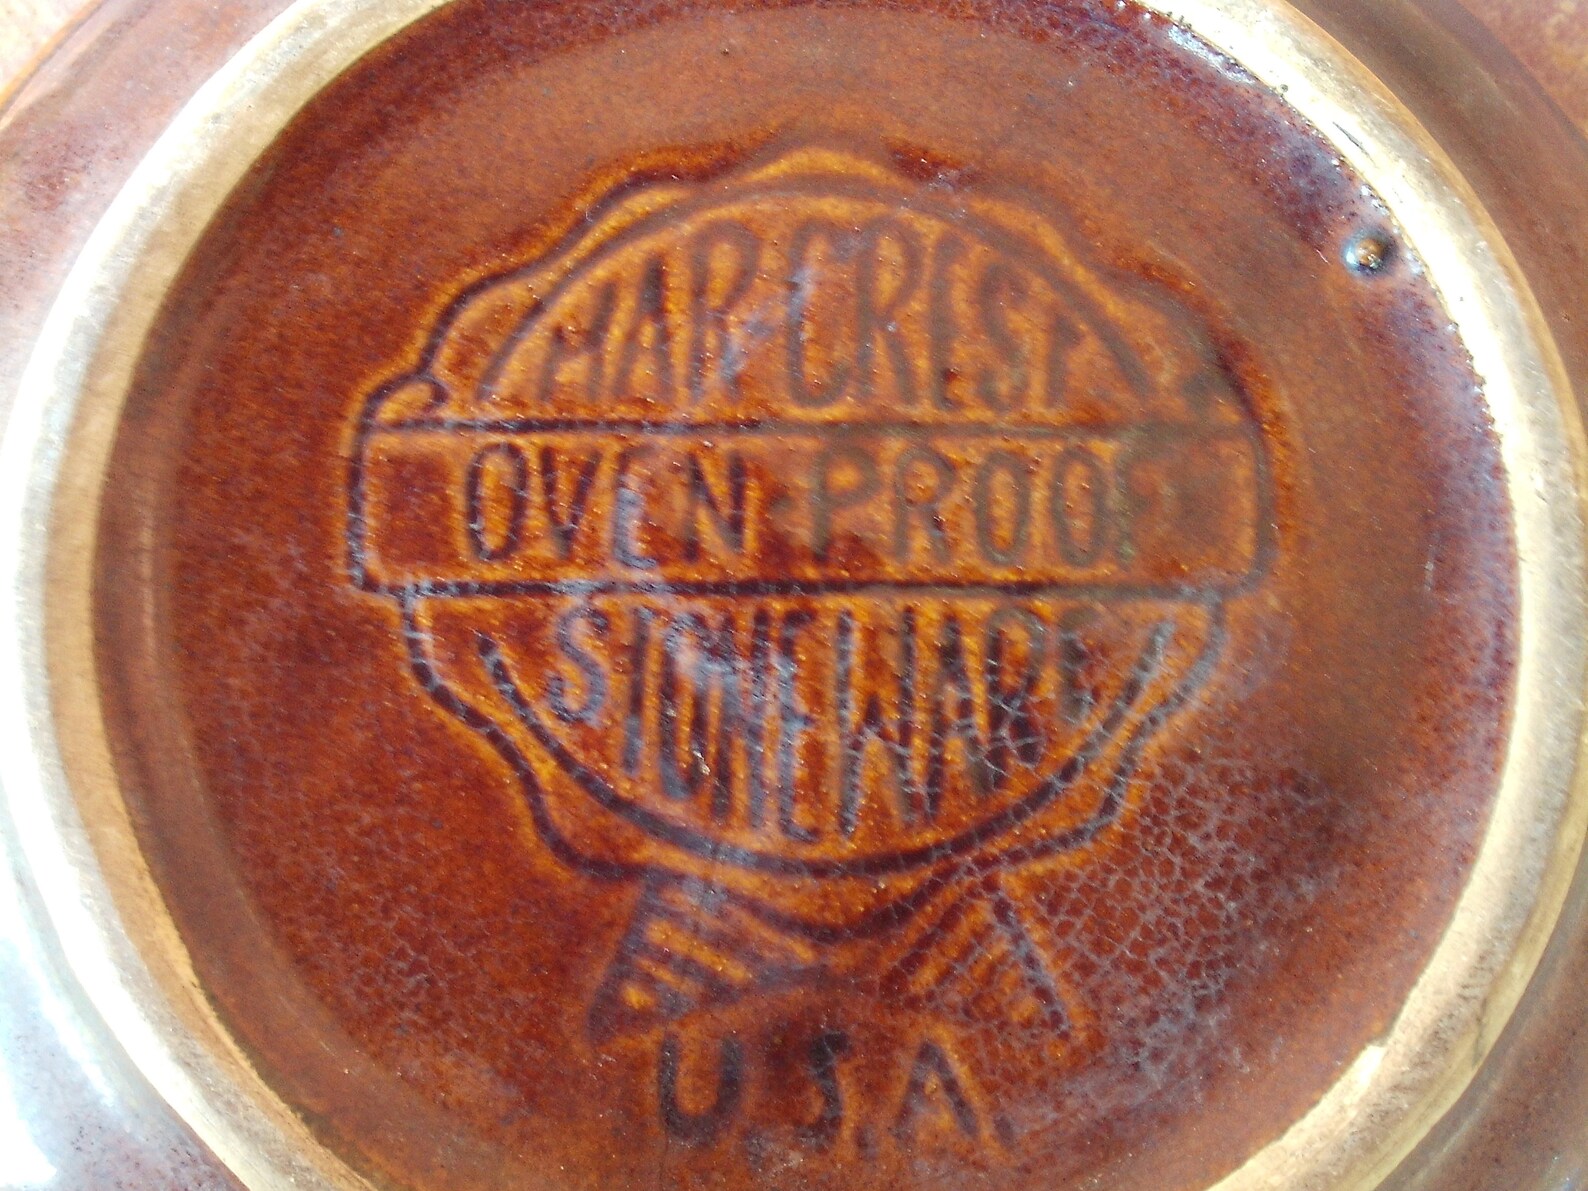 MAR-CREST
OVEN-PROOF
STONEWARE
U.S.A.